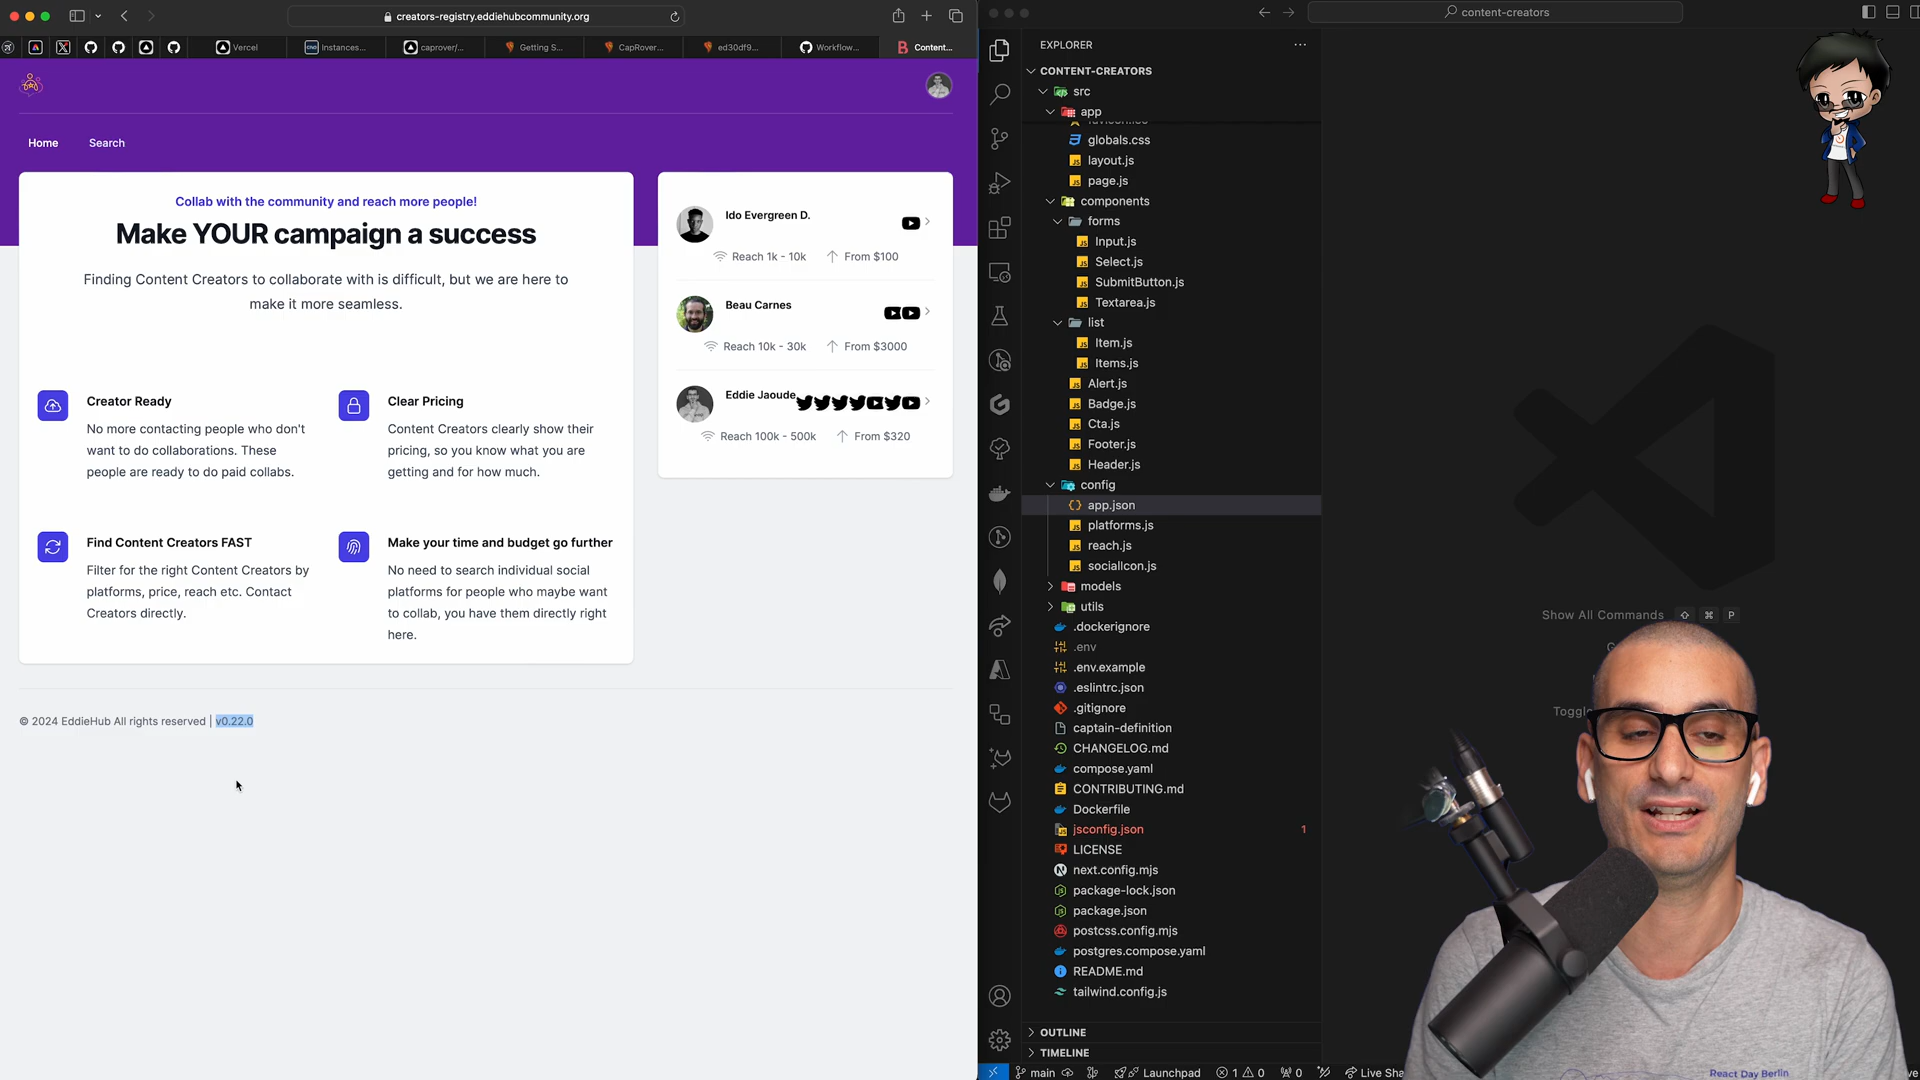 creators-registry.eddiehubcommunity.org
content-creators
Vercel
Instances...
caprover/...
Getting S...
CapRover...
ed30df9...
Workflow...
Content...
Home
Search
Collab with the community and reach more people!
Make YOUR campaign a success
Finding Content Creators to collaborate with is difficult, but we are here to
make it more seamless.
Creator Ready
No more contacting people who don't
want to do collaborations. These
people are ready to do paid collabs.
Clear Pricing
Content Creators clearly show their
pricing, so you know what you are
getting and for how much.
Find Content Creators FAST
Filter for the right Content Creators by
platforms, price, reach etc. Contact
Creators directly.
Make your time and budget go further
No need to search individual social
platforms for people who maybe want
to collab, you have them directly right
here.
Ido Evergreen D.
Reach 1k - 10k
From $100
Beau Carnes
Reach 10k - 30k
From $3000
Eddie Jaoude
Reach 100k - 500k
From $320
© 2024 EddieHub All rights reserved | v0.22.0
EXPLORER
CONTENT-CREATORS
src
app
globals.css
layout.js
page.js
components
forms
Input.js
Select.js
SubmitButton.js
Textarea.js
list
Item.js
Items.js
Alert.js
Badge.js
Cta.js
Footer.js
Header.js
config
app.json
platforms.js
reach.js
socialIcon.js
models
utils
.dockerignore
.env
.env.example
.eslintrc.json
.gitignore
captain-definition
CHANGELOG.md
compose.yaml
CONTRIBUTING.md
Dockerfile
jsconfig.json 1
LICENSE
next.config.mjs
package-lock.json
package.json
postcss.config.mjs
postgres.compose.yaml
README.md
tailwind.config.js
OUTLINE
TIMELINE
Show All Commands ⇧ ⌘ P
Toggle
main
Launchpad
1 0
0
Live Sha
React Day Berlin